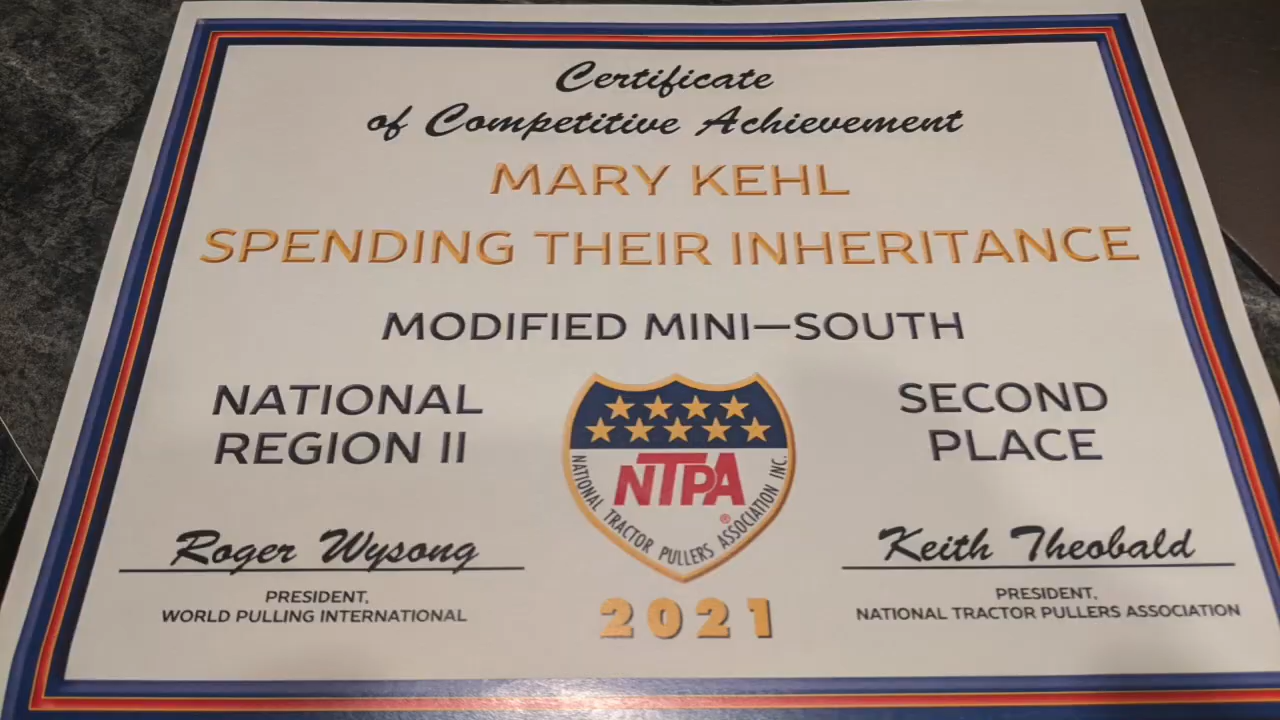 Certificate
of Competitive Achievement
MARY KEHL
SPENDING THEIR INHERITANCE
MODIFIED MINI—SOUTH
NATIONAL
REGION II
NTPA
®
NATIONAL TRACTOR PULLERS ASSOCIATION INC.
SECOND
PLACE
Roger Wysong
PRESIDENT,
WORLD PULLING INTERNATIONAL
2021
Keith Theobald
PRESIDENT,
NATIONAL TRACTOR PULLERS ASSOCIATION